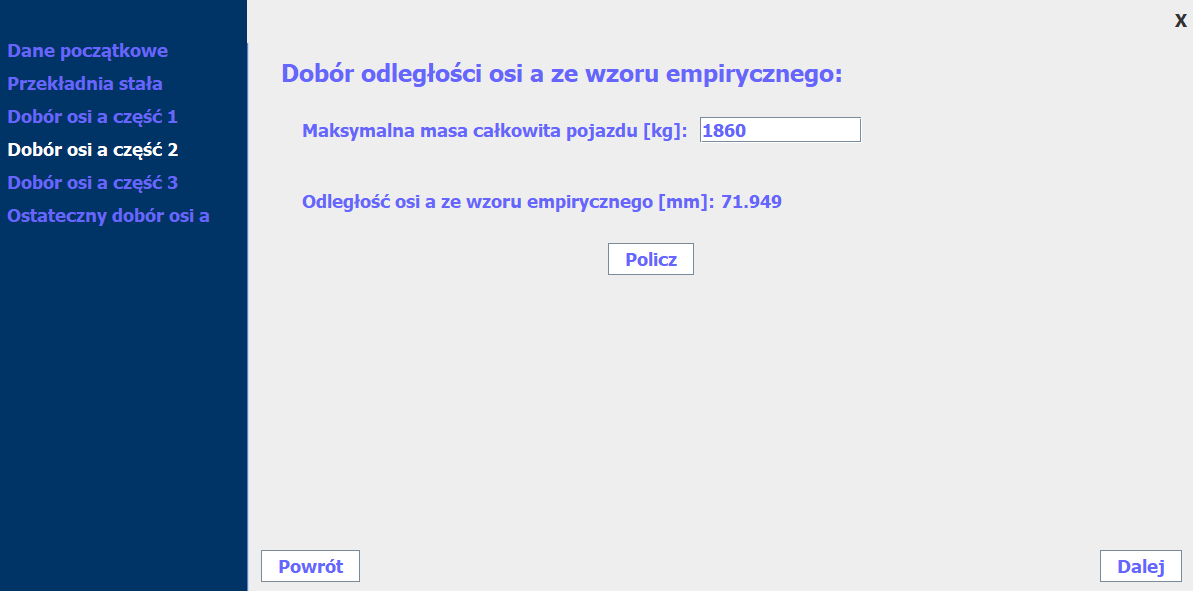 X
Dane początkowe
Przekładnia stała
Dobór osi a część 1
Dobór osi a część 2
Dobór osi a część 3
Ostateczny dobór osi a
Dobór odległości osi a ze wzoru empirycznego:
Maksymalna masa całkowita pojazdu [kg]: 1860
Odległość osi a ze wzoru empirycznego [mm]: 71.949
Policz
Powrót
Dalej